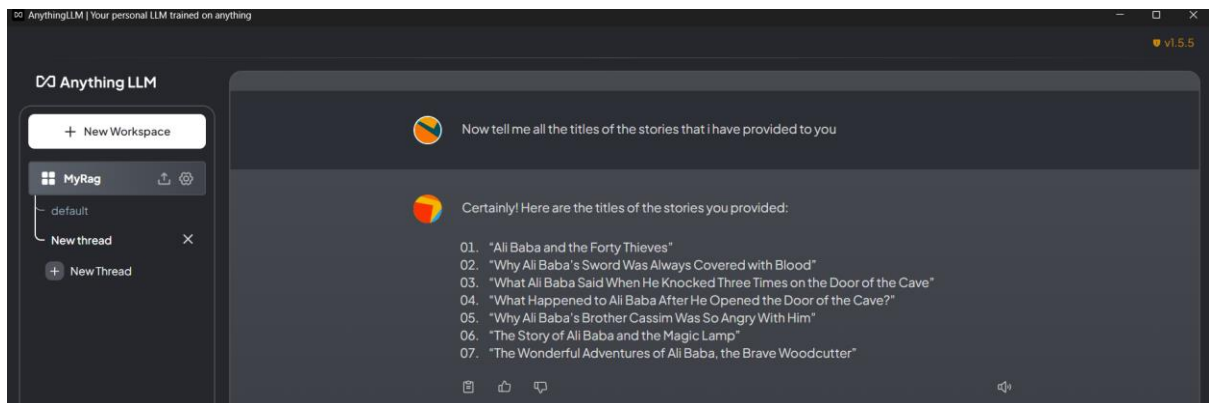 AnythingLLM | Your personal LLM trained on anything
v1.5.5
Anything LLM
+ New Workspace
MyRag
default
New thread
+ New Thread
Now tell me all the titles of the stories that i have provided to you
Certainly! Here are the titles of the stories you provided:
01. "Ali Baba and the Forty Thieves"
02. "Why Ali Baba's Sword Was Always Covered with Blood"
03. "What Ali Baba Said When He Knocked Three Times on the Door of the Cave"
04. "What Happened to Ali Baba After He Opened the Door of the Cave?"
05. "Why Ali Baba's Brother Cassim Was So Angry With Him"
06. "The Story of Ali Baba and the Magic Lamp"
07. "The Wonderful Adventures of Ali Baba, the Brave Woodcutter"